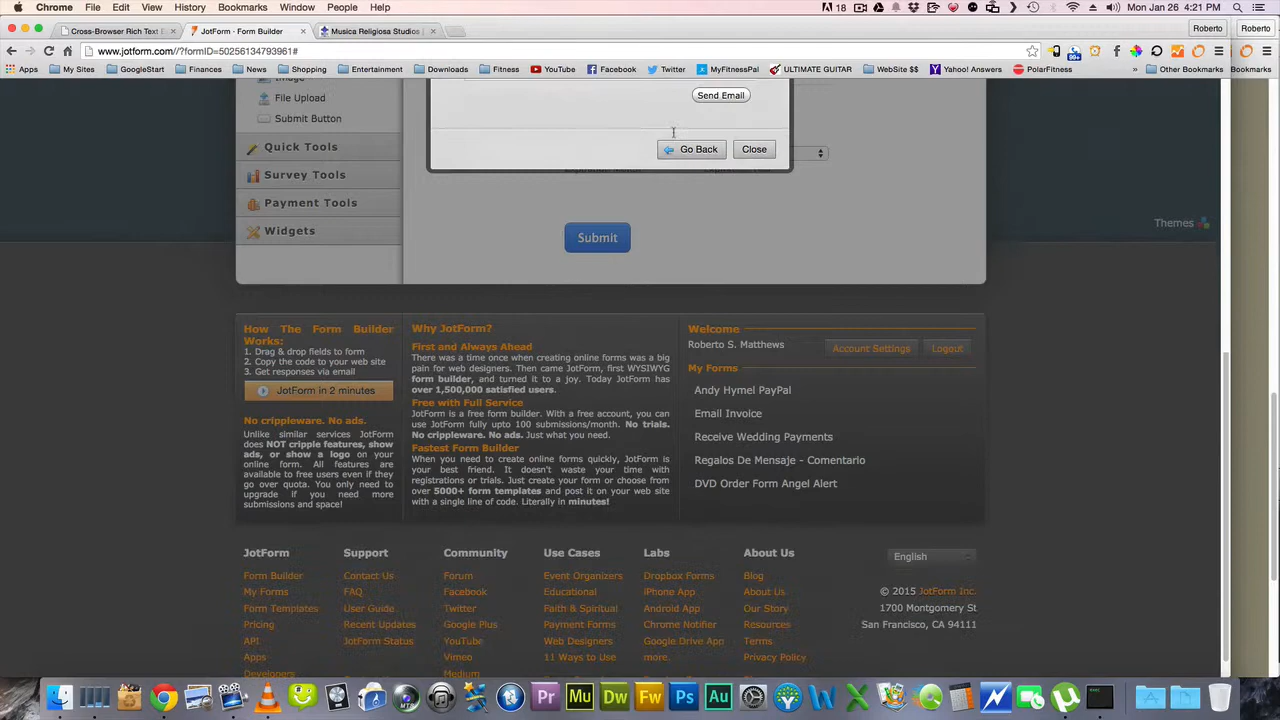 Chrome File Edit View History Bookmarks Window People Help 18 Mon Jan 26 4:21 PM
Cross-Browser Rich Text JotForm · Form Builder Musica Religiosa Studios Roberto Roberto
www.jotform.com//?formID=50256134793961#
Apps My Sites GoogleStart Finances News Shopping Entertainment Downloads Fitness YouTube Facebook Twitter MyFitnessPal ULTIMATE GUITAR WebSite $$ Yahoo! Answers PolarFitness » Other Bookmarks Bookmarks
99+
File Upload
Submit Button
Quick Tools
Survey Tools
Payment Tools
Widgets
Send Email
Go Back Close
Submit
Themes
How The Form Builder Works:
1. Drag & drop fields to form
2. Copy the code to your web site
3. Get responses via email
JotForm in 2 minutes
No crippleware. No ads.
Unlike similar services JotForm
does NOT cripple features, show
ads, or show a logo on your
online form. All features are
available to free users even if they
go over quota. You only need to
upgrade if you need more
submissions and space!
Why JotForm?
First and Always Ahead
There was a time once when creating online forms was a big
pain for web designers. Then came JotForm, first WYSIWYG
form builder, and turned it to a joy. Today JotForm has
over 1,500,000 satisfied users.
Free with Full Service
JotForm is a free form builder. With a free account, you can
use JotForm fully upto 100 submissions/month. No trials.
No crippleware. No ads. Just what you need.
Fastest Form Builder
When you need to create online forms quickly, JotForm is
your best friend. It doesn't waste your time with
registrations or trials. Just create your form or choose from
over 5000+ form templates and post it on your web site
with a single line of code. Literally in minutes!
Welcome
Roberto S. Matthews Account Settings Logout
My Forms
Andy Hymel PayPal
Email Invoice
Receive Wedding Payments
Regalos De Mensaje - Comentario
DVD Order Form Angel Alert
JotForm
Form Builder
My Forms
Form Templates
Pricing
API
Apps
Developers
Support
Contact Us
FAQ
User Guide
Recent Updates
JotForm Status
Community
Forum
Facebook
Twitter
Google Plus
YouTube
Vimeo
Medium
Use Cases
Event Organizers
Educational
Faith & Spiritual
Payment Forms
Web Designers
11 Ways to Use
Labs
Dropbox Forms
iPhone App
Android App
Chrome Notifier
Google Drive App
more.
About Us
Blog
About Us
Our Story
Resources
Terms
Privacy Policy
English
© 2015 JotForm Inc.
1700 Montgomery St
San Francisco, CA 94111
Pr Mu Dw Fw Ps Au